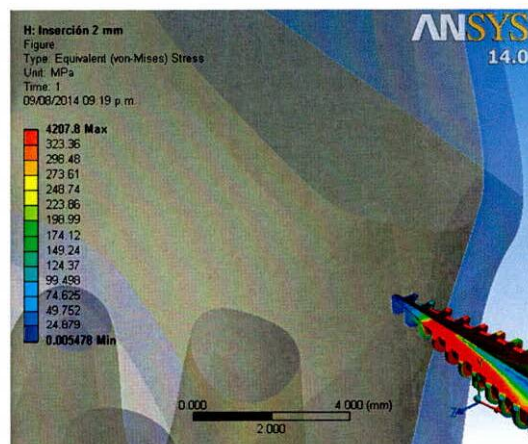 H: Inserción 2 mm
Figure
Type: Equivalent (von-Mises) Stress
Unit: MPa
Time: 1
09/08/2014 09:19 p.m.
ANSYS
14.0
4207.8 Max
323.36
298.48
273.61
248.74
223.86
198.99
174.12
149.24
124.37
99.498
74.625
49.752
24.879
0.005478 Min
0.000
4.000 (mm)
2.000
Z